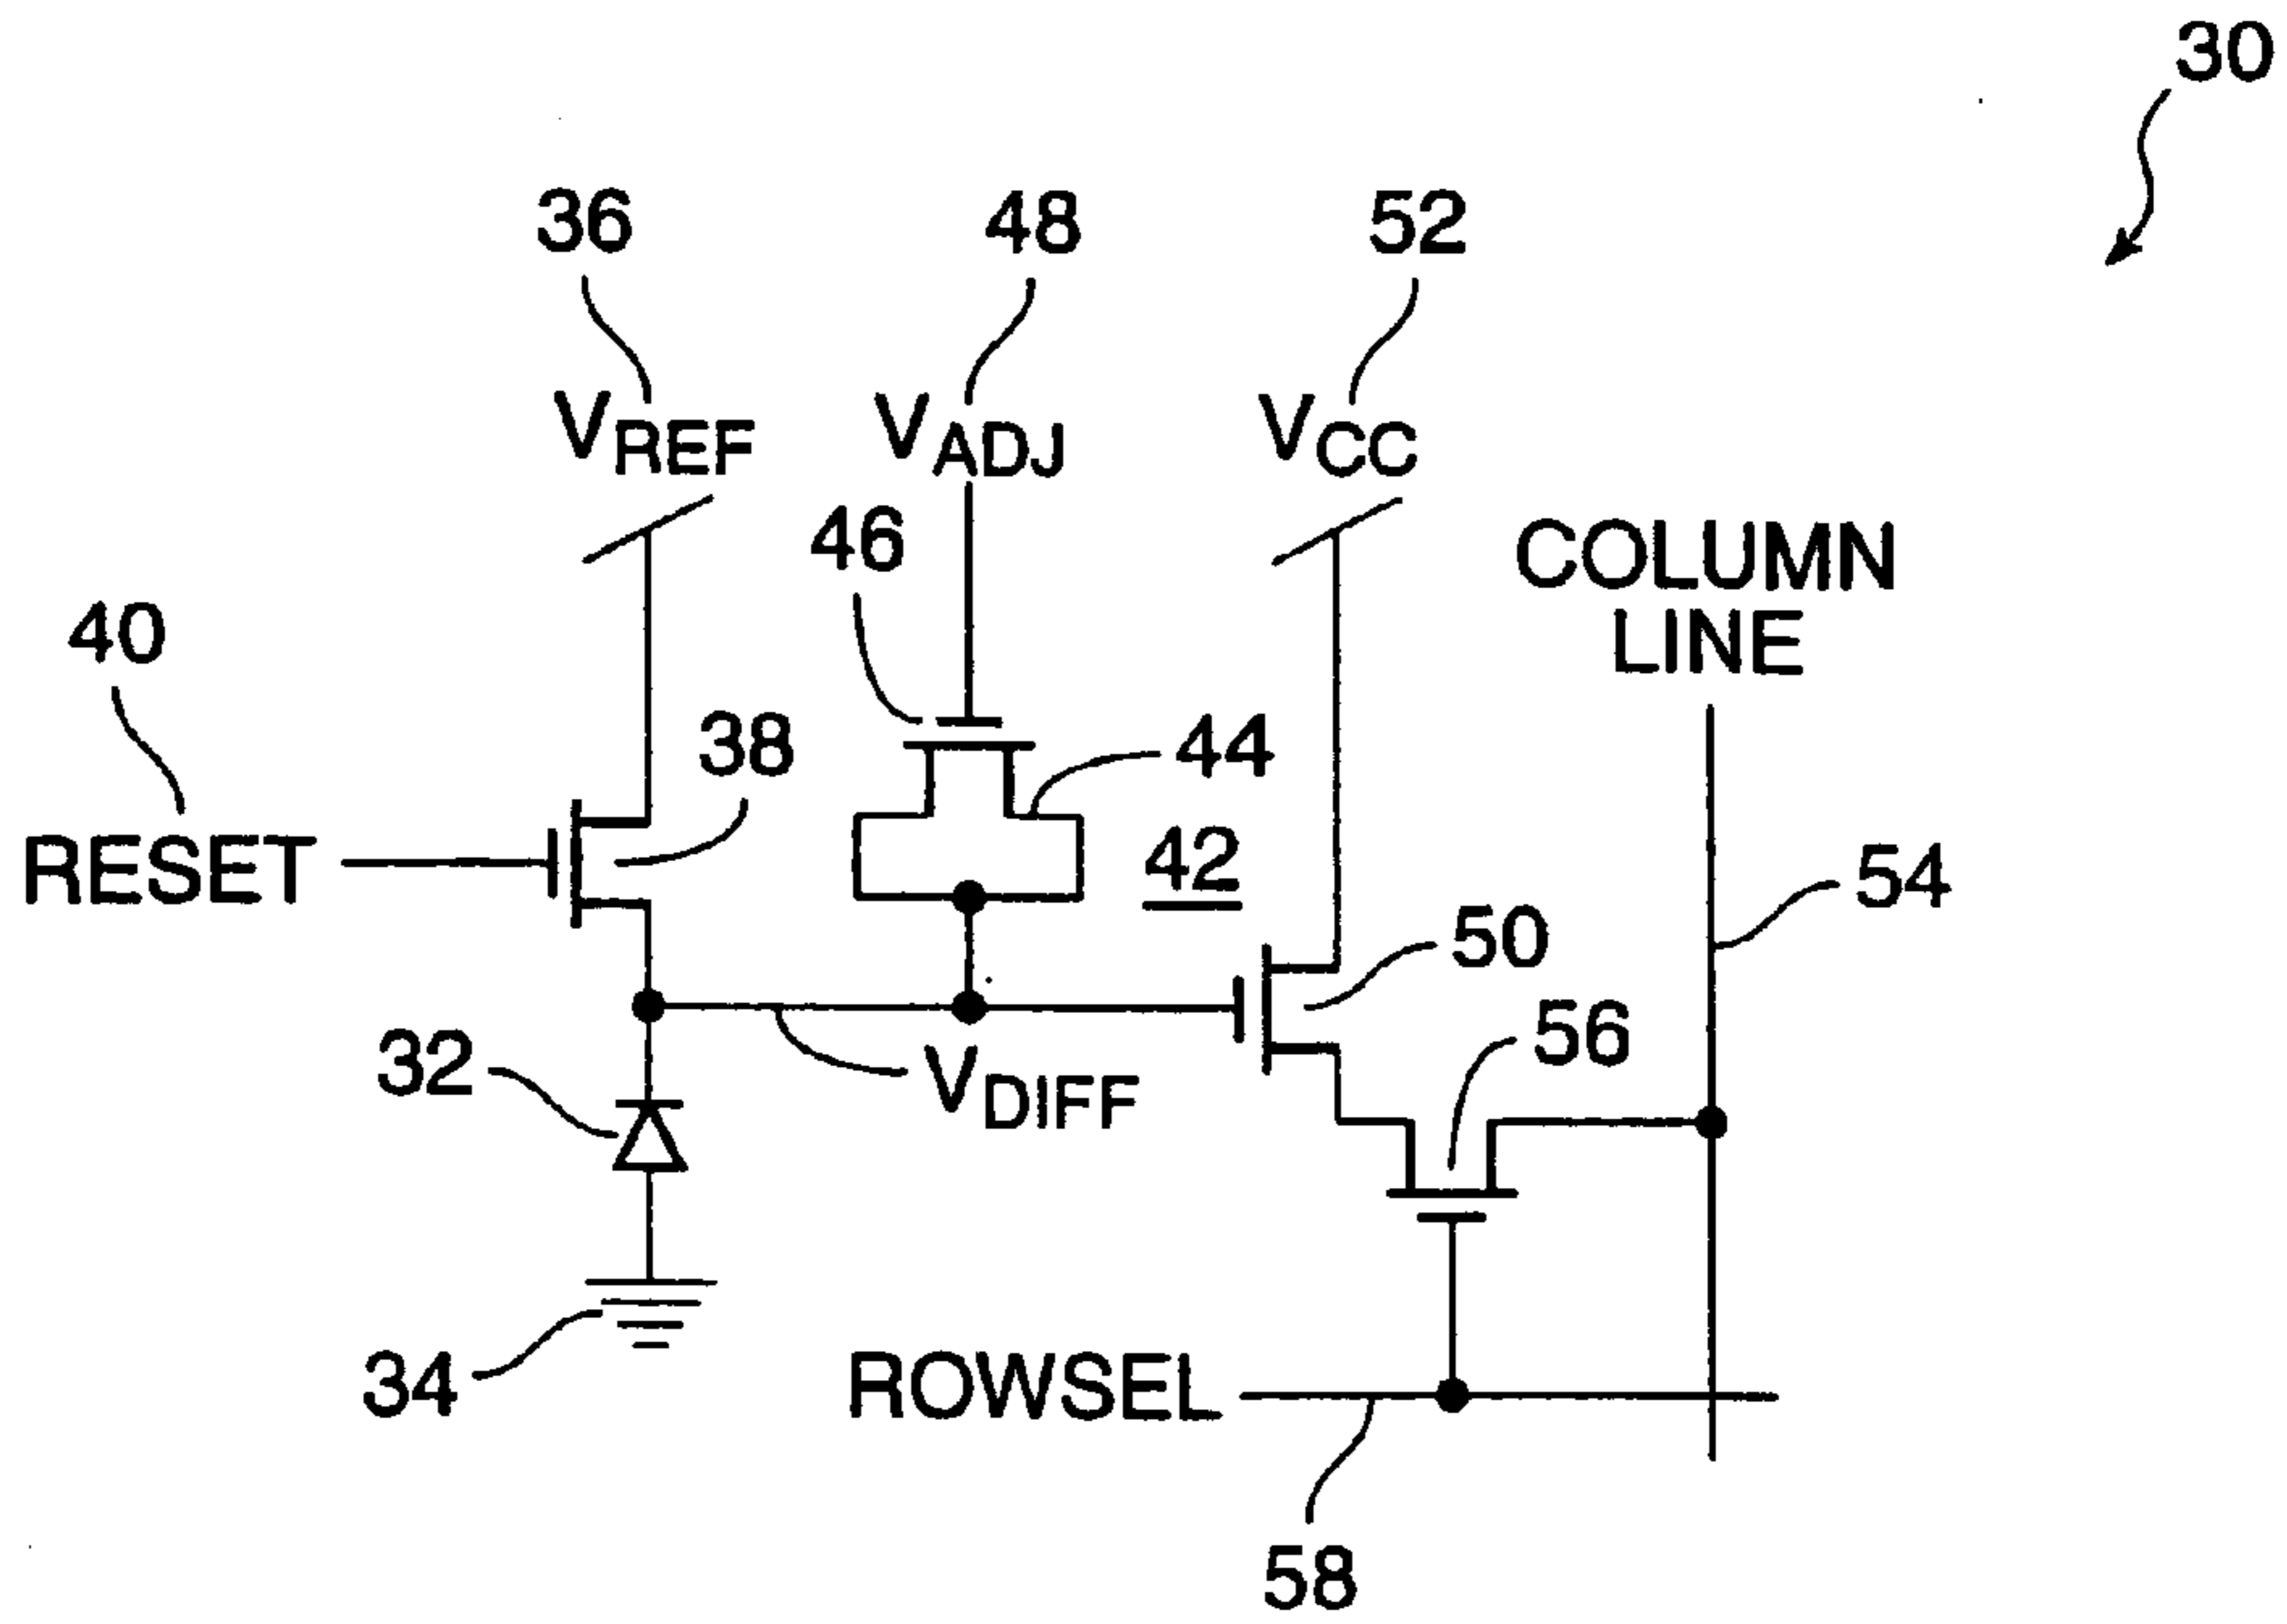 30
36
48
52
VREF
VADJ
VCC
46
COLUMN
LINE
40
38
44
RESET
42
54
50
56
32
VDIFF
34
ROWSEL
58